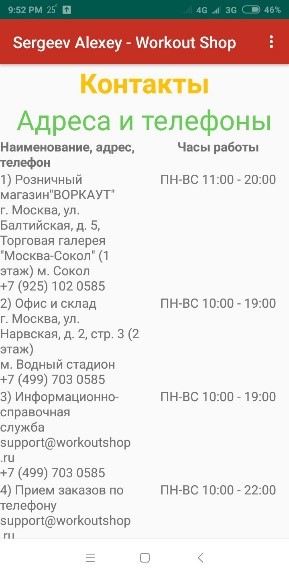 9:52 PM 25° 4G 3G 46%
Sergeev Alexey - Workout Shop
Контакты
Адреса и телефоны
Наименование, адрес, Часы работы
телефон
1) Розничный ПН-ВС 11:00 - 20:00
магазин"ВОРКАУТ"
г. Москва, ул.
Балтийская, д. 5,
Торговая галерея
"Москва-Сокол" (1
этаж) м. Сокол
+7 (925) 102 0585
2) Офис и склад ПН-ВС 10:00 - 19:00
г. Москва, ул.
Нарвская, д. 2, стр. 3 (2
этаж)
м. Водный стадион
+7 (499) 703 0585
3) Информационно- ПН-ВС 10:00 - 19:00
справочная
служба
support@workoutshop
.ru
+7 (499) 703 0585
4) Прием заказов по ПН-ВС 10:00 - 22:00
телефону
support@workoutshop
.ru